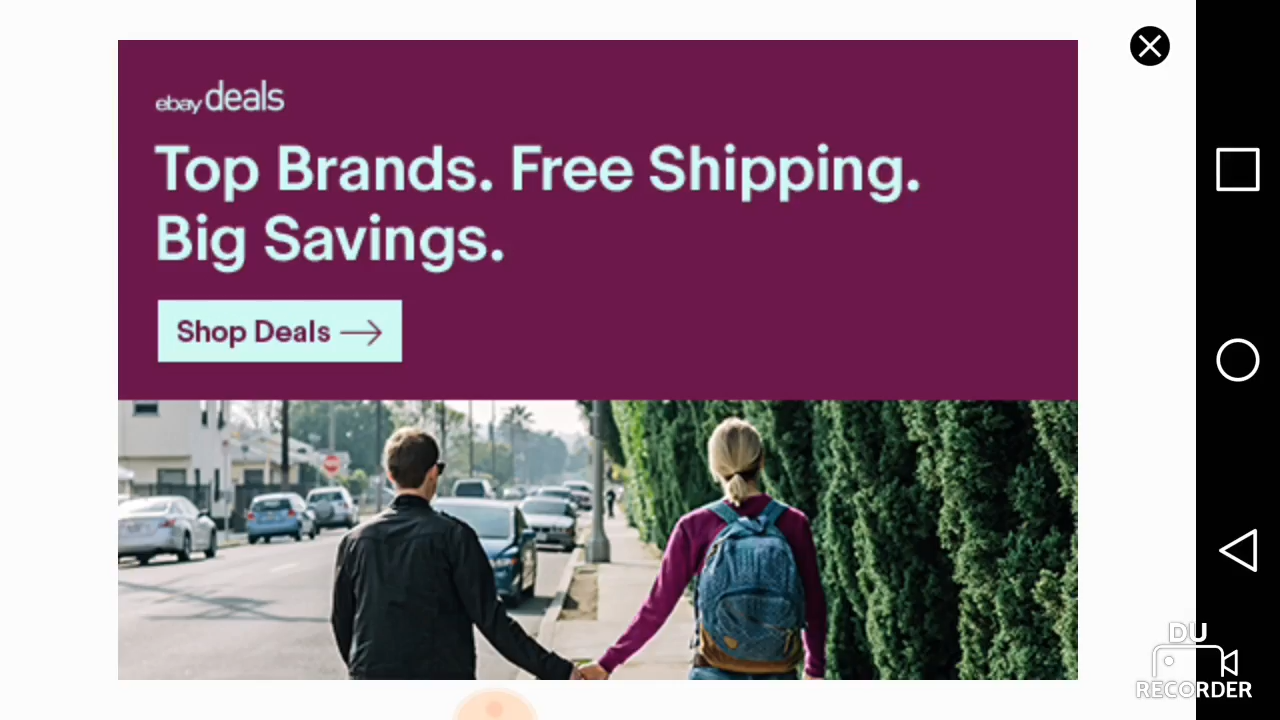 ebay deals
Top Brands. Free Shipping.
Big Savings.
Shop Deals
DU
RECORDER